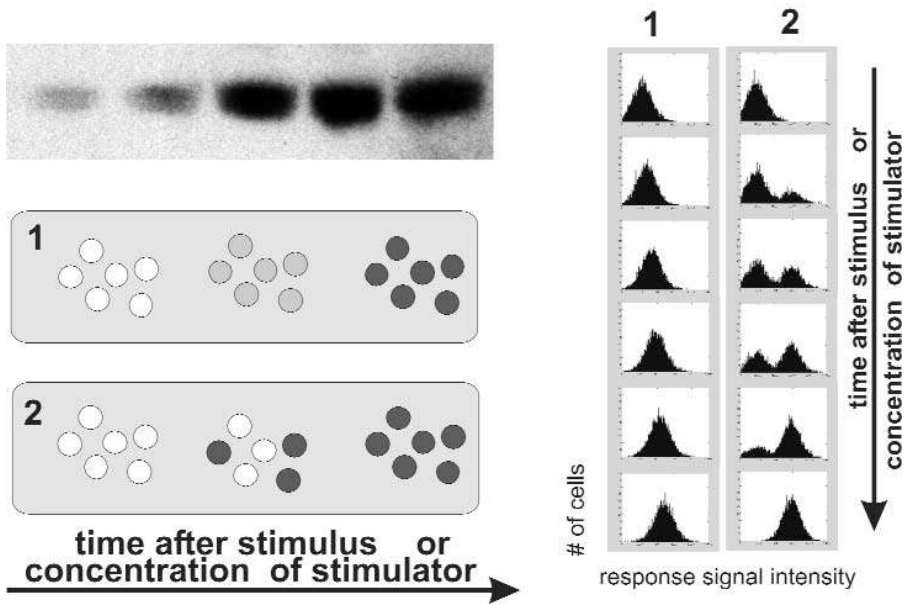 1
2
time after stimulus or
concentration of stimulator
1 2
# of cells
response signal intensity
time after stimulus or
concentration of stimulator